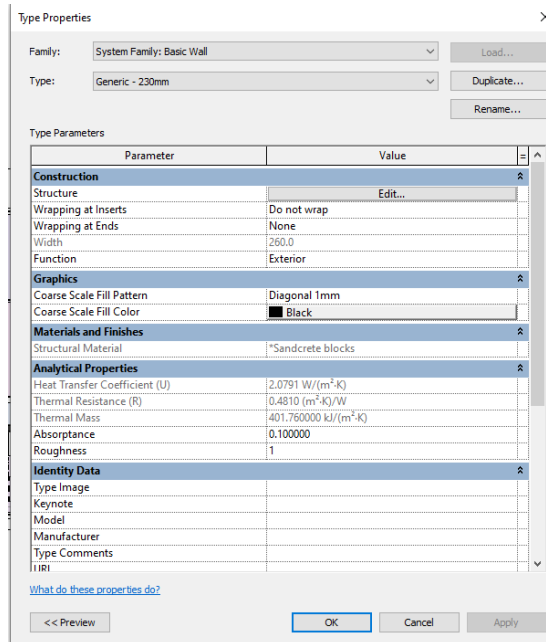 Type Properties
Family: System Family: Basic Wall Load...
Type: Generic - 230mm Duplicate...
Rename...
Type Parameters
Parameter Value =
Construction
Structure Edit...
Wrapping at Inserts Do not wrap
Wrapping at Ends None
Width 260.0
Function Exterior
Graphics
Coarse Scale Fill Pattern Diagonal 1mm
Coarse Scale Fill Color Black
Materials and Finishes
Structural Material *Sandcrete blocks
Analytical Properties
Heat Transfer Coefficient (U) 2.0791 W/(m²·K)
Thermal Resistance (R) 0.4810 (m²·K)/W
Thermal Mass 401.760000 kJ/(m²·K)
Absorptance 0.100000
Roughness 1
Identity Data
Type Image
Keynote
Model
Manufacturer
Type Comments
URL
What do these properties do?
<< Preview OK Cancel Apply